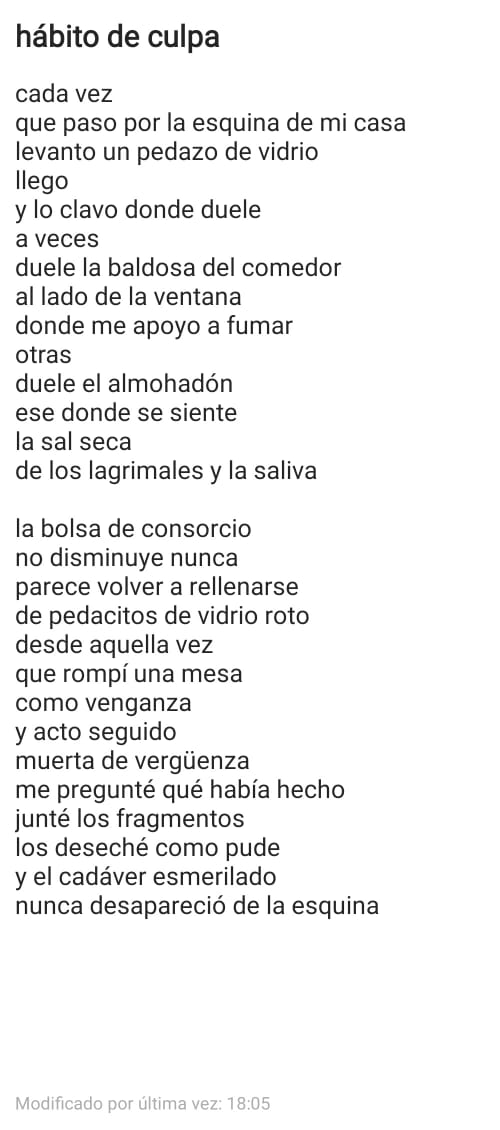 hábito de culpa
cada vez
que paso por la esquina de mi casa
levanto un pedazo de vidrio
llego
y lo clavo donde duele
a veces
duele la baldosa del comedor
al lado de la ventana
donde me apoyo a fumar
otras
duele el almohadón
ese donde se siente
la sal seca
de los lagrimales y la saliva
la bolsa de consorcio
no disminuye nunca
parece volver a rellenarse
de pedacitos de vidrio roto
desde aquella vez
que rompí una mesa
como venganza
y acto seguido
muerta de vergüenza
me pregunté qué había hecho
junté los fragmentos
los deseché como pude
y el cadáver esmerilado
nunca desapareció de la esquina
Modificado por última vez: 18:05